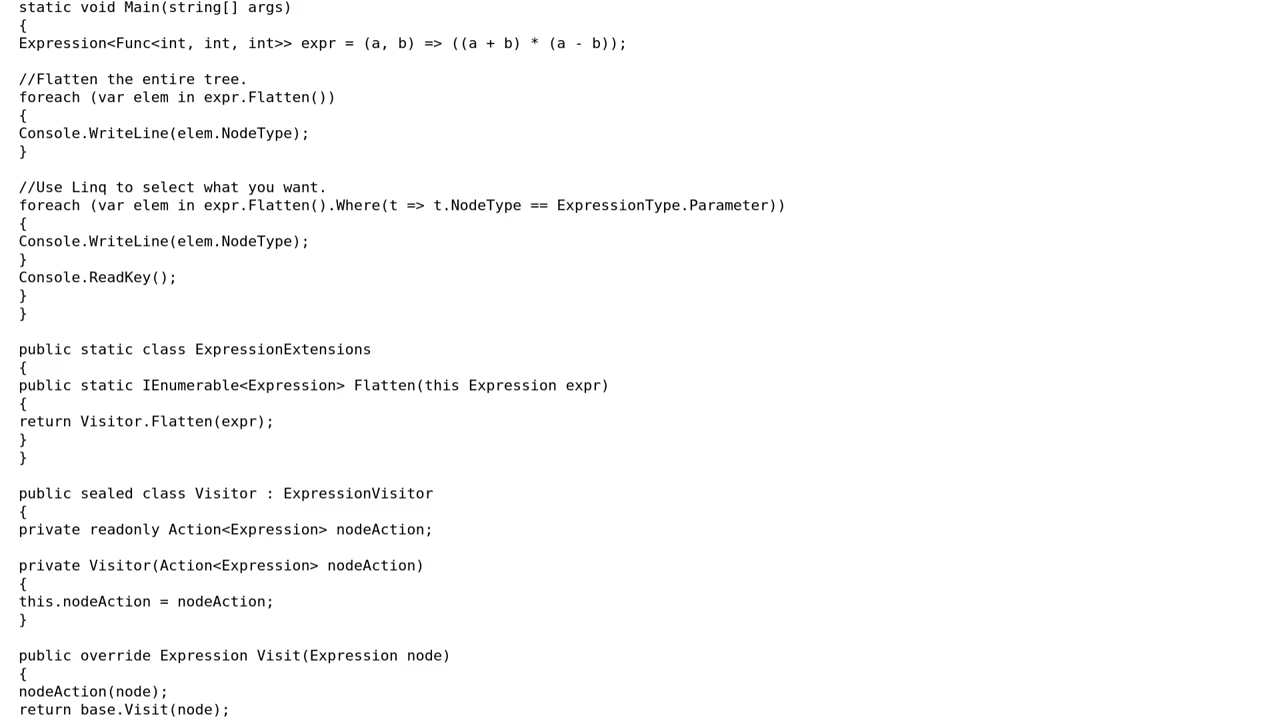 static void Main(string[] args)
{
Expression<Func<int, int, int>> expr = (a, b) => ((a + b) * (a - b));

//Flatten the entire tree.
foreach (var elem in expr.Flatten())
{
Console.WriteLine(elem.NodeType);
}

//Use Linq to select what you want.
foreach (var elem in expr.Flatten().Where(t => t.NodeType == ExpressionType.Parameter))
{
Console.WriteLine(elem.NodeType);
}
Console.ReadKey();
}
}

public static class ExpressionExtensions
{
public static IEnumerable<Expression> Flatten(this Expression expr)
{
return Visitor.Flatten(expr);
}
}

public sealed class Visitor : ExpressionVisitor
{
private readonly Action<Expression> nodeAction;

private Visitor(Action<Expression> nodeAction)
{
this.nodeAction = nodeAction;
}

public override Expression Visit(Expression node)
{
nodeAction(node);
return base.Visit(node);